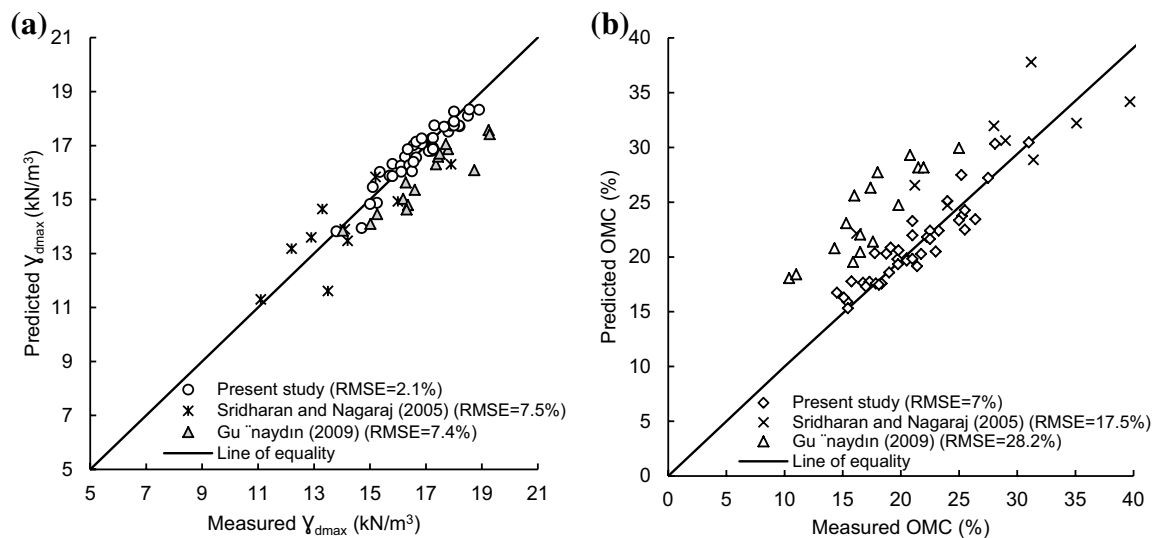 (a)
21
19
17
15
13
11
9
7
5
Predicted Ɣdmax (kN/m³)
Present study (RMSE=2.1%)
Sridharan and Nagaraj (2005) (RMSE=7.5%)
Gu ¨naydın (2009) (RMSE=7.4%)
Line of equality
5 7 9 11 13 15 17 19 21
Measured Ɣdmax (kN/m³)
(b)
40
35
30
25
20
15
10
5
0
Predicted OMC (%)
Present study (RMSE=7%)
Sridharan and Nagaraj (2005) (RMSE=17.5%)
Gu ¨naydın (2009) (RMSE=28.2%)
Line of equality
0 5 10 15 20 25 30 35 40
Measured OMC (%)